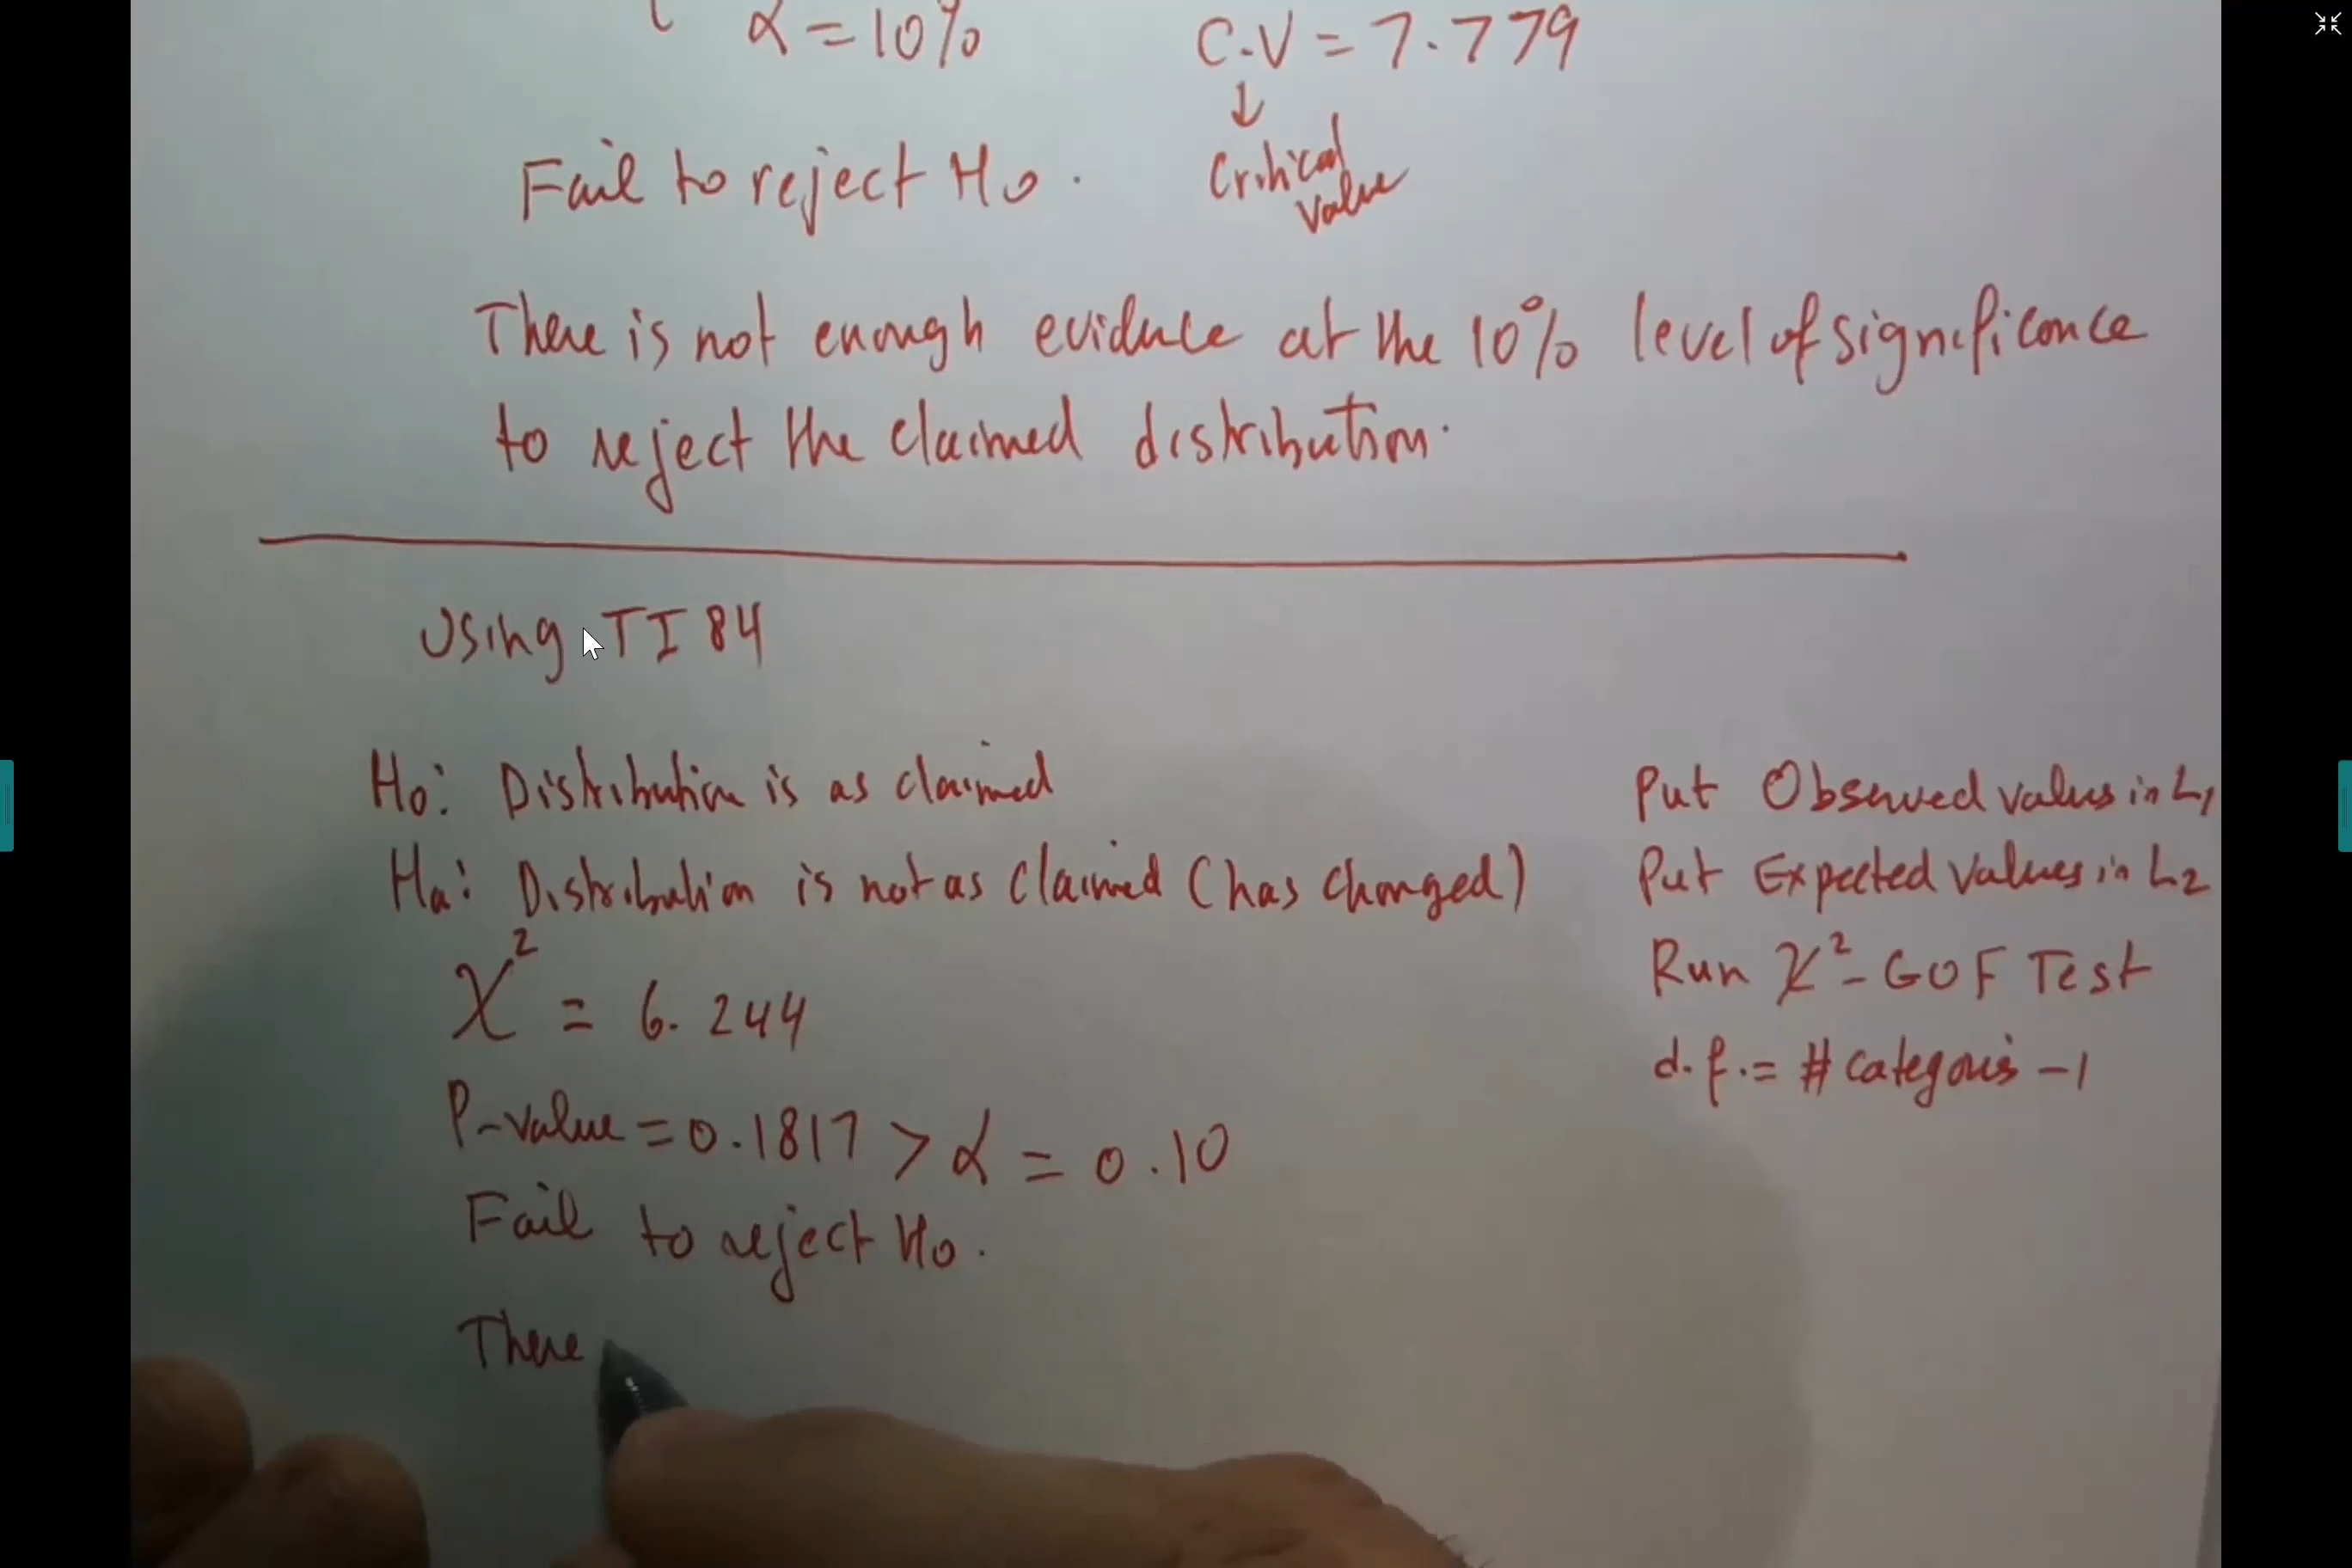 α = 10% C.V = 7.779
↓
Critical
value
Fail to reject Ho.
There is not enough evidence at the 10% level of significance
to reject the claimed distribution.
Using TI 84
Ho: Distribution is as claimed
Ha: Distribution is not as claimed (has changed)
χ² = 6.244
P-value = 0.1817 > α = 0.10
Fail to reject Ho.
There
Put Observed values in L1
Put Expected values in L2
Run χ²-GOF Test
d.f. = # categories -1